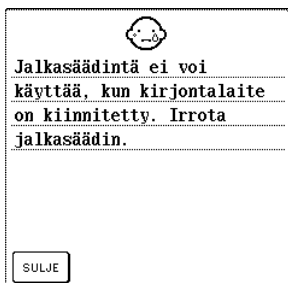 Jalkasäädintä ei voi
käyttää, kun kirjontalaite
on kiinnitetty. Irrota
jalkasäädin.
SULJE